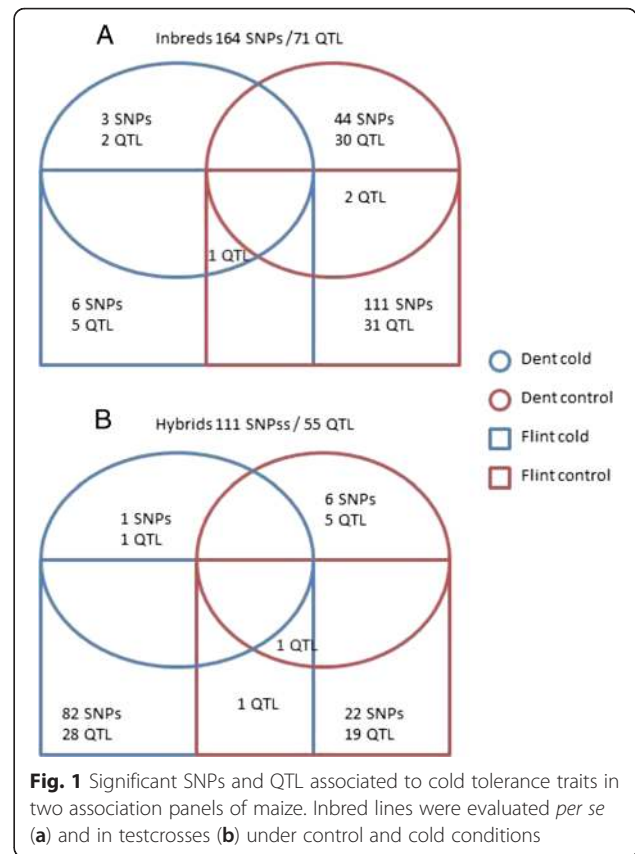 A
Inbreds 164 SNPs /71 QTL
3 SNPs
2 QTL
44 SNPs
30 QTL
2 QTL
1 QTL
6 SNPs
5 QTL
111 SNPs
31 QTL
Dent cold
Dent control
Flint cold
Flint control
B
Hybrids 111 SNPss / 55 QTL
1 SNPs
1 QTL
6 SNPs
5 QTL
1 QTL
1 QTL
82 SNPs
28 QTL
22 SNPs
19 QTL
Fig. 1 Significant SNPs and QTL associated to cold tolerance traits in
two association panels of maize. Inbred lines were evaluated per se
(a) and in testcrosses (b) under control and cold conditions